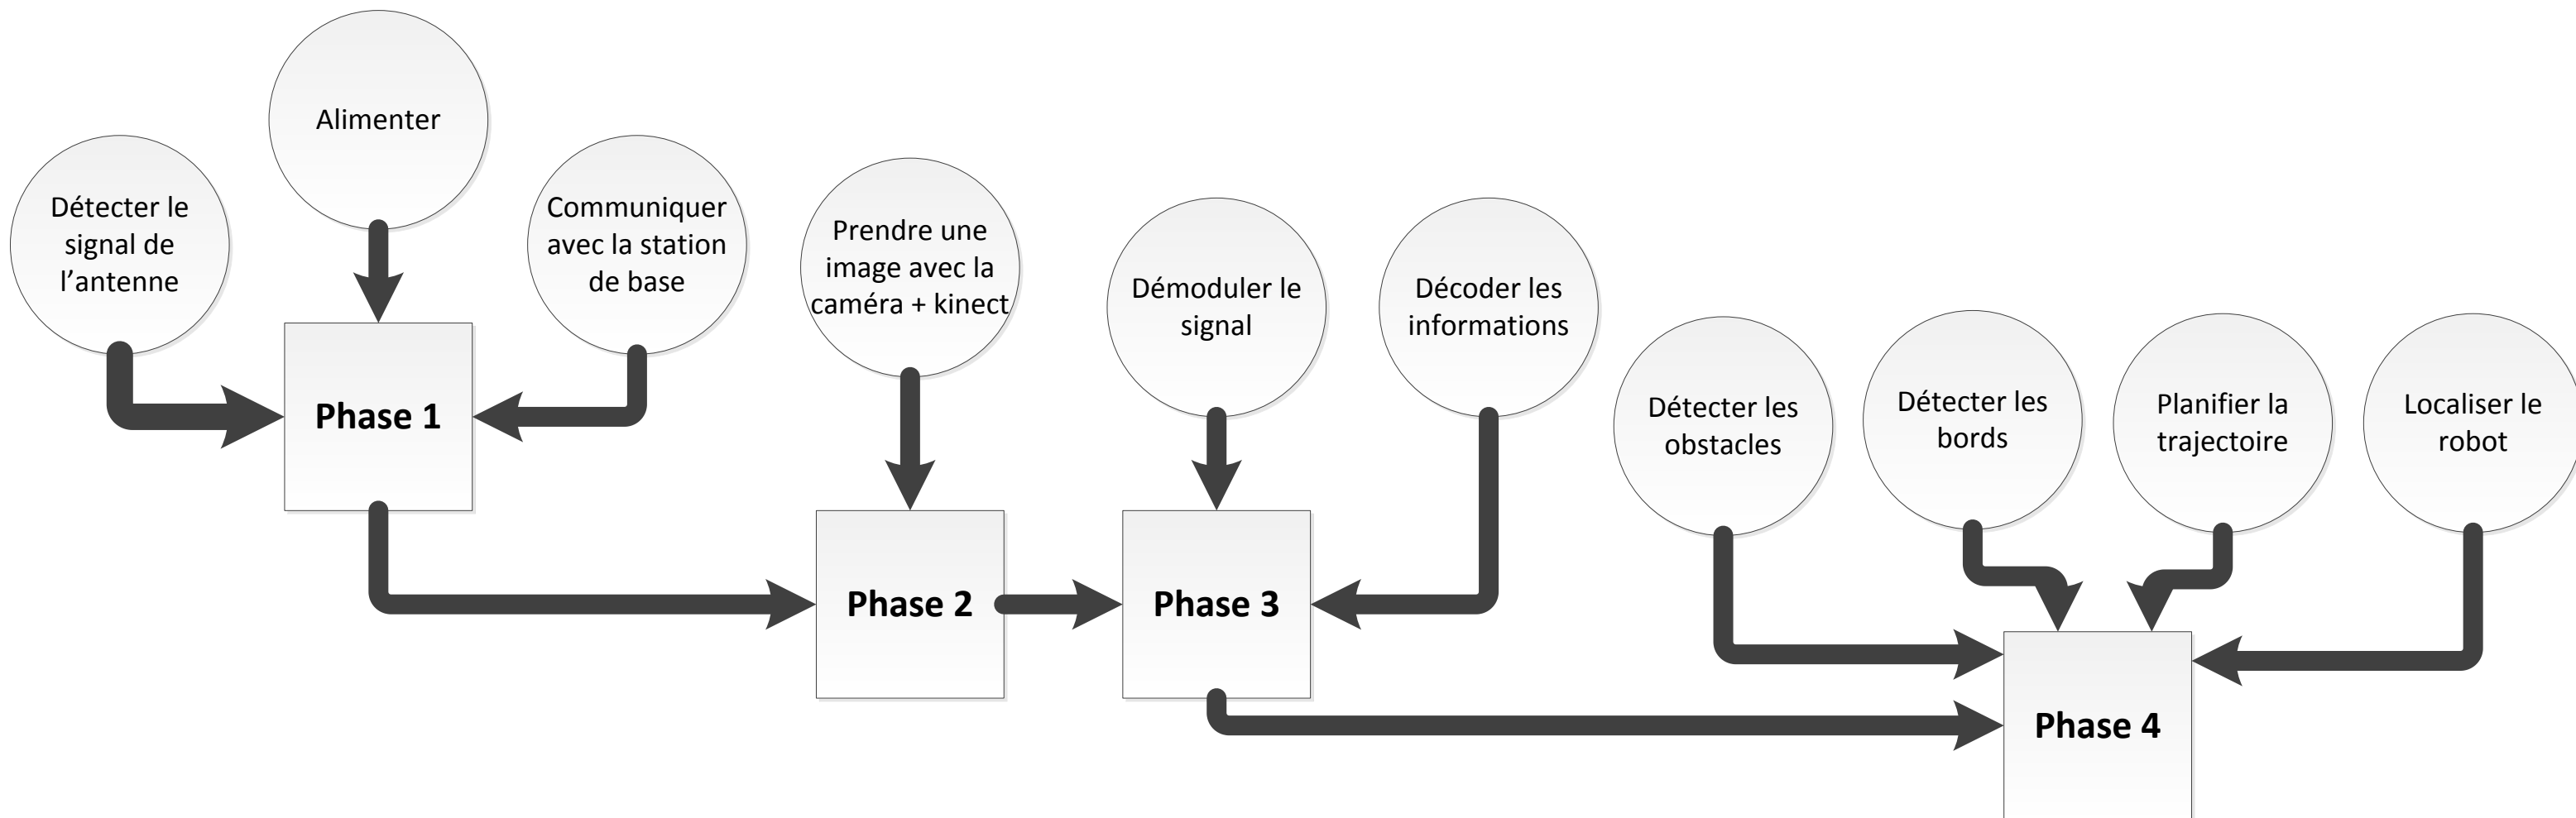 Alimenter
Détecter le
signal de
l’antenne
Communiquer
avec la station
de base
Prendre une
image avec la
caméra + kinect
Démoduler le
signal
Décoder les
informations
Détecter les
obstacles
Détecter les
bords
Planifier la
trajectoire
Localiser le
robot
Phase 1
Phase 2
Phase 3
Phase 4